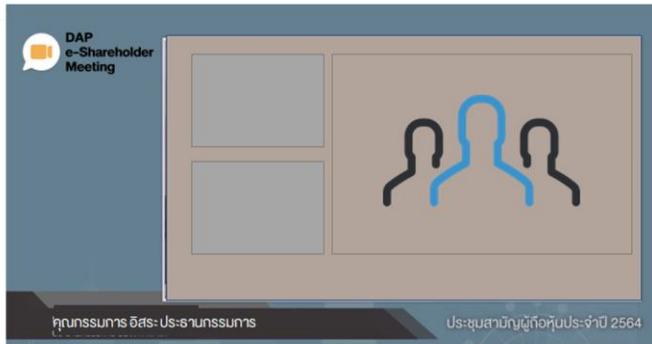 DAP
e-Shareholder
Meeting
คุณกรรมการ อิสระ ประธานกรรมการ
ประชุมสามัญผู้ถือหุ้นประจำปี 2564